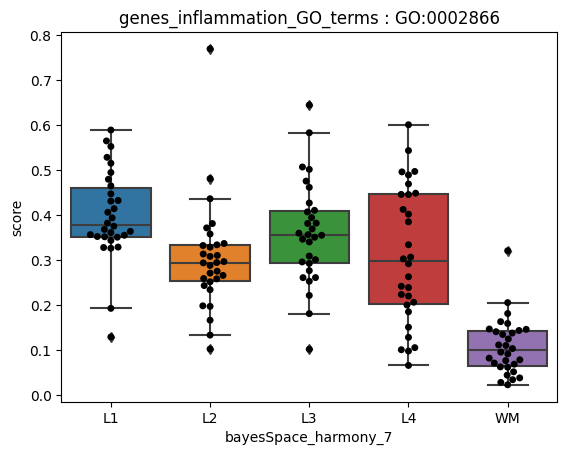 genes_inflammation_GO_terms : GO:0002866
0.8
0.7
0.6
0.5
0.4
0.3
0.2
0.1
0.0
score
L1 L2 L3 L4 WM
bayesSpace_harmony_7